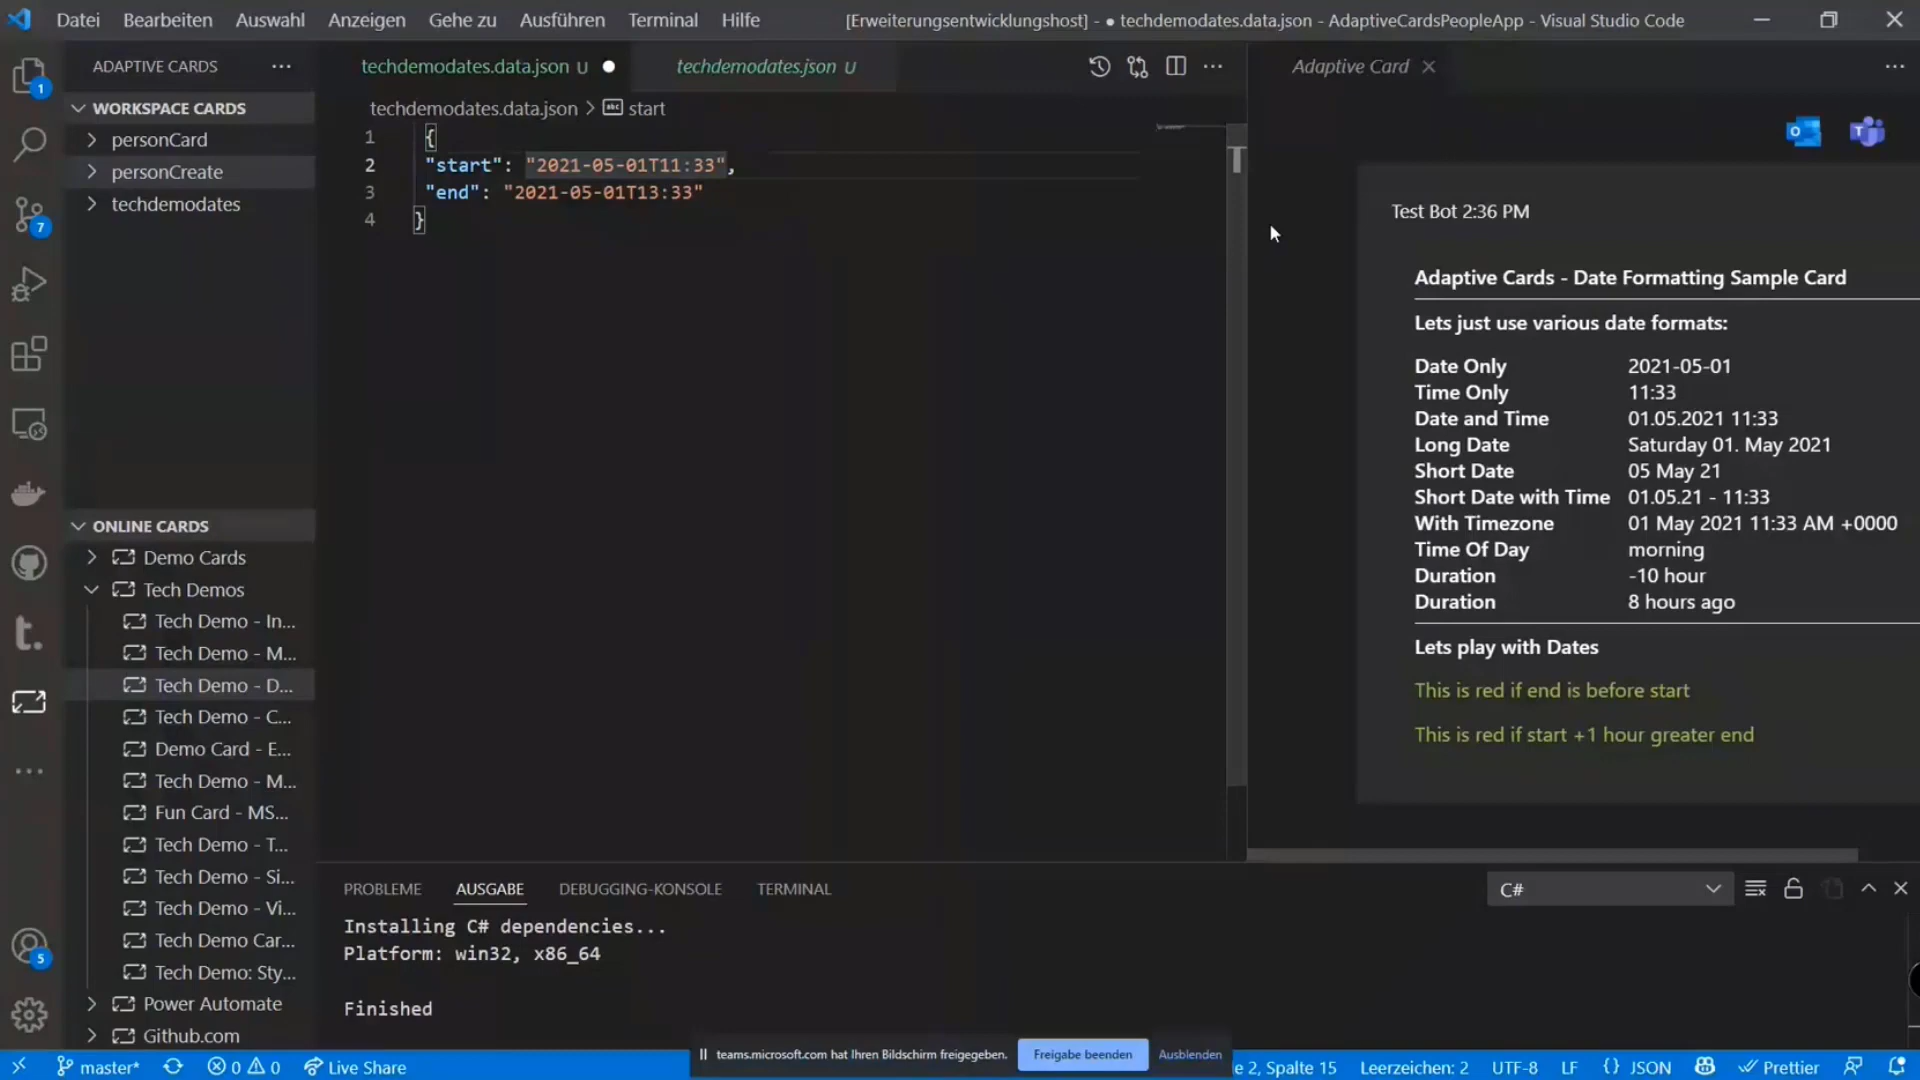 Datei Bearbeiten Auswahl Anzeigen Gehe zu Ausführen Terminal Hilfe
[Erweiterungsentwicklungshost] - ● techdemodates.data.json - AdaptiveCardsPeopleApp - Visual Studio Code
ADAPTIVE CARDS
WORKSPACE CARDS
personCard
personCreate
techdemodates
ONLINE CARDS
Demo Cards
Tech Demos
Tech Demo - In...
Tech Demo - M...
Tech Demo - D...
Tech Demo - C...
Demo Card - E...
Tech Demo - M...
Fun Card - MS...
Tech Demo - T...
Tech Demo - Si...
Tech Demo - Vi...
Tech Demo Car...
Tech Demo: Sty...
Power Automate
Github.com
1
7
5
t.
techdemodates.data.json U ●
techdemodates.json U
techdemodates.data.json > start
1 {
2 "start": "2021-05-01T11:33",
3 "end": "2021-05-01T13:33"
4 }
Adaptive Card
Test Bot 2:36 PM
Adaptive Cards - Date Formatting Sample Card
Lets just use various date formats:
Date Only 2021-05-01
Time Only 11:33
Date and Time 01.05.2021 11:33
Long Date Saturday 01. May 2021
Short Date 05 May 21
Short Date with Time 01.05.21 - 11:33
With Timezone 01 May 2021 11:33 AM +0000
Time Of Day morning
Duration -10 hour
Duration 8 hours ago
Lets play with Dates
This is red if end is before start
This is red if start +1 hour greater end
PROBLEME AUSGABE DEBUGGING-KONSOLE TERMINAL
C#
Installing C# dependencies...
Platform: win32, x86_64
Finished
teams.microsoft.com hat Ihren Bildschirm freigegeben. Freigabe beenden Ausblenden
master* 0 0 Live Share
e 2, Spalte 15 Leerzeichen: 2 UTF-8 LF {} JSON Prettier